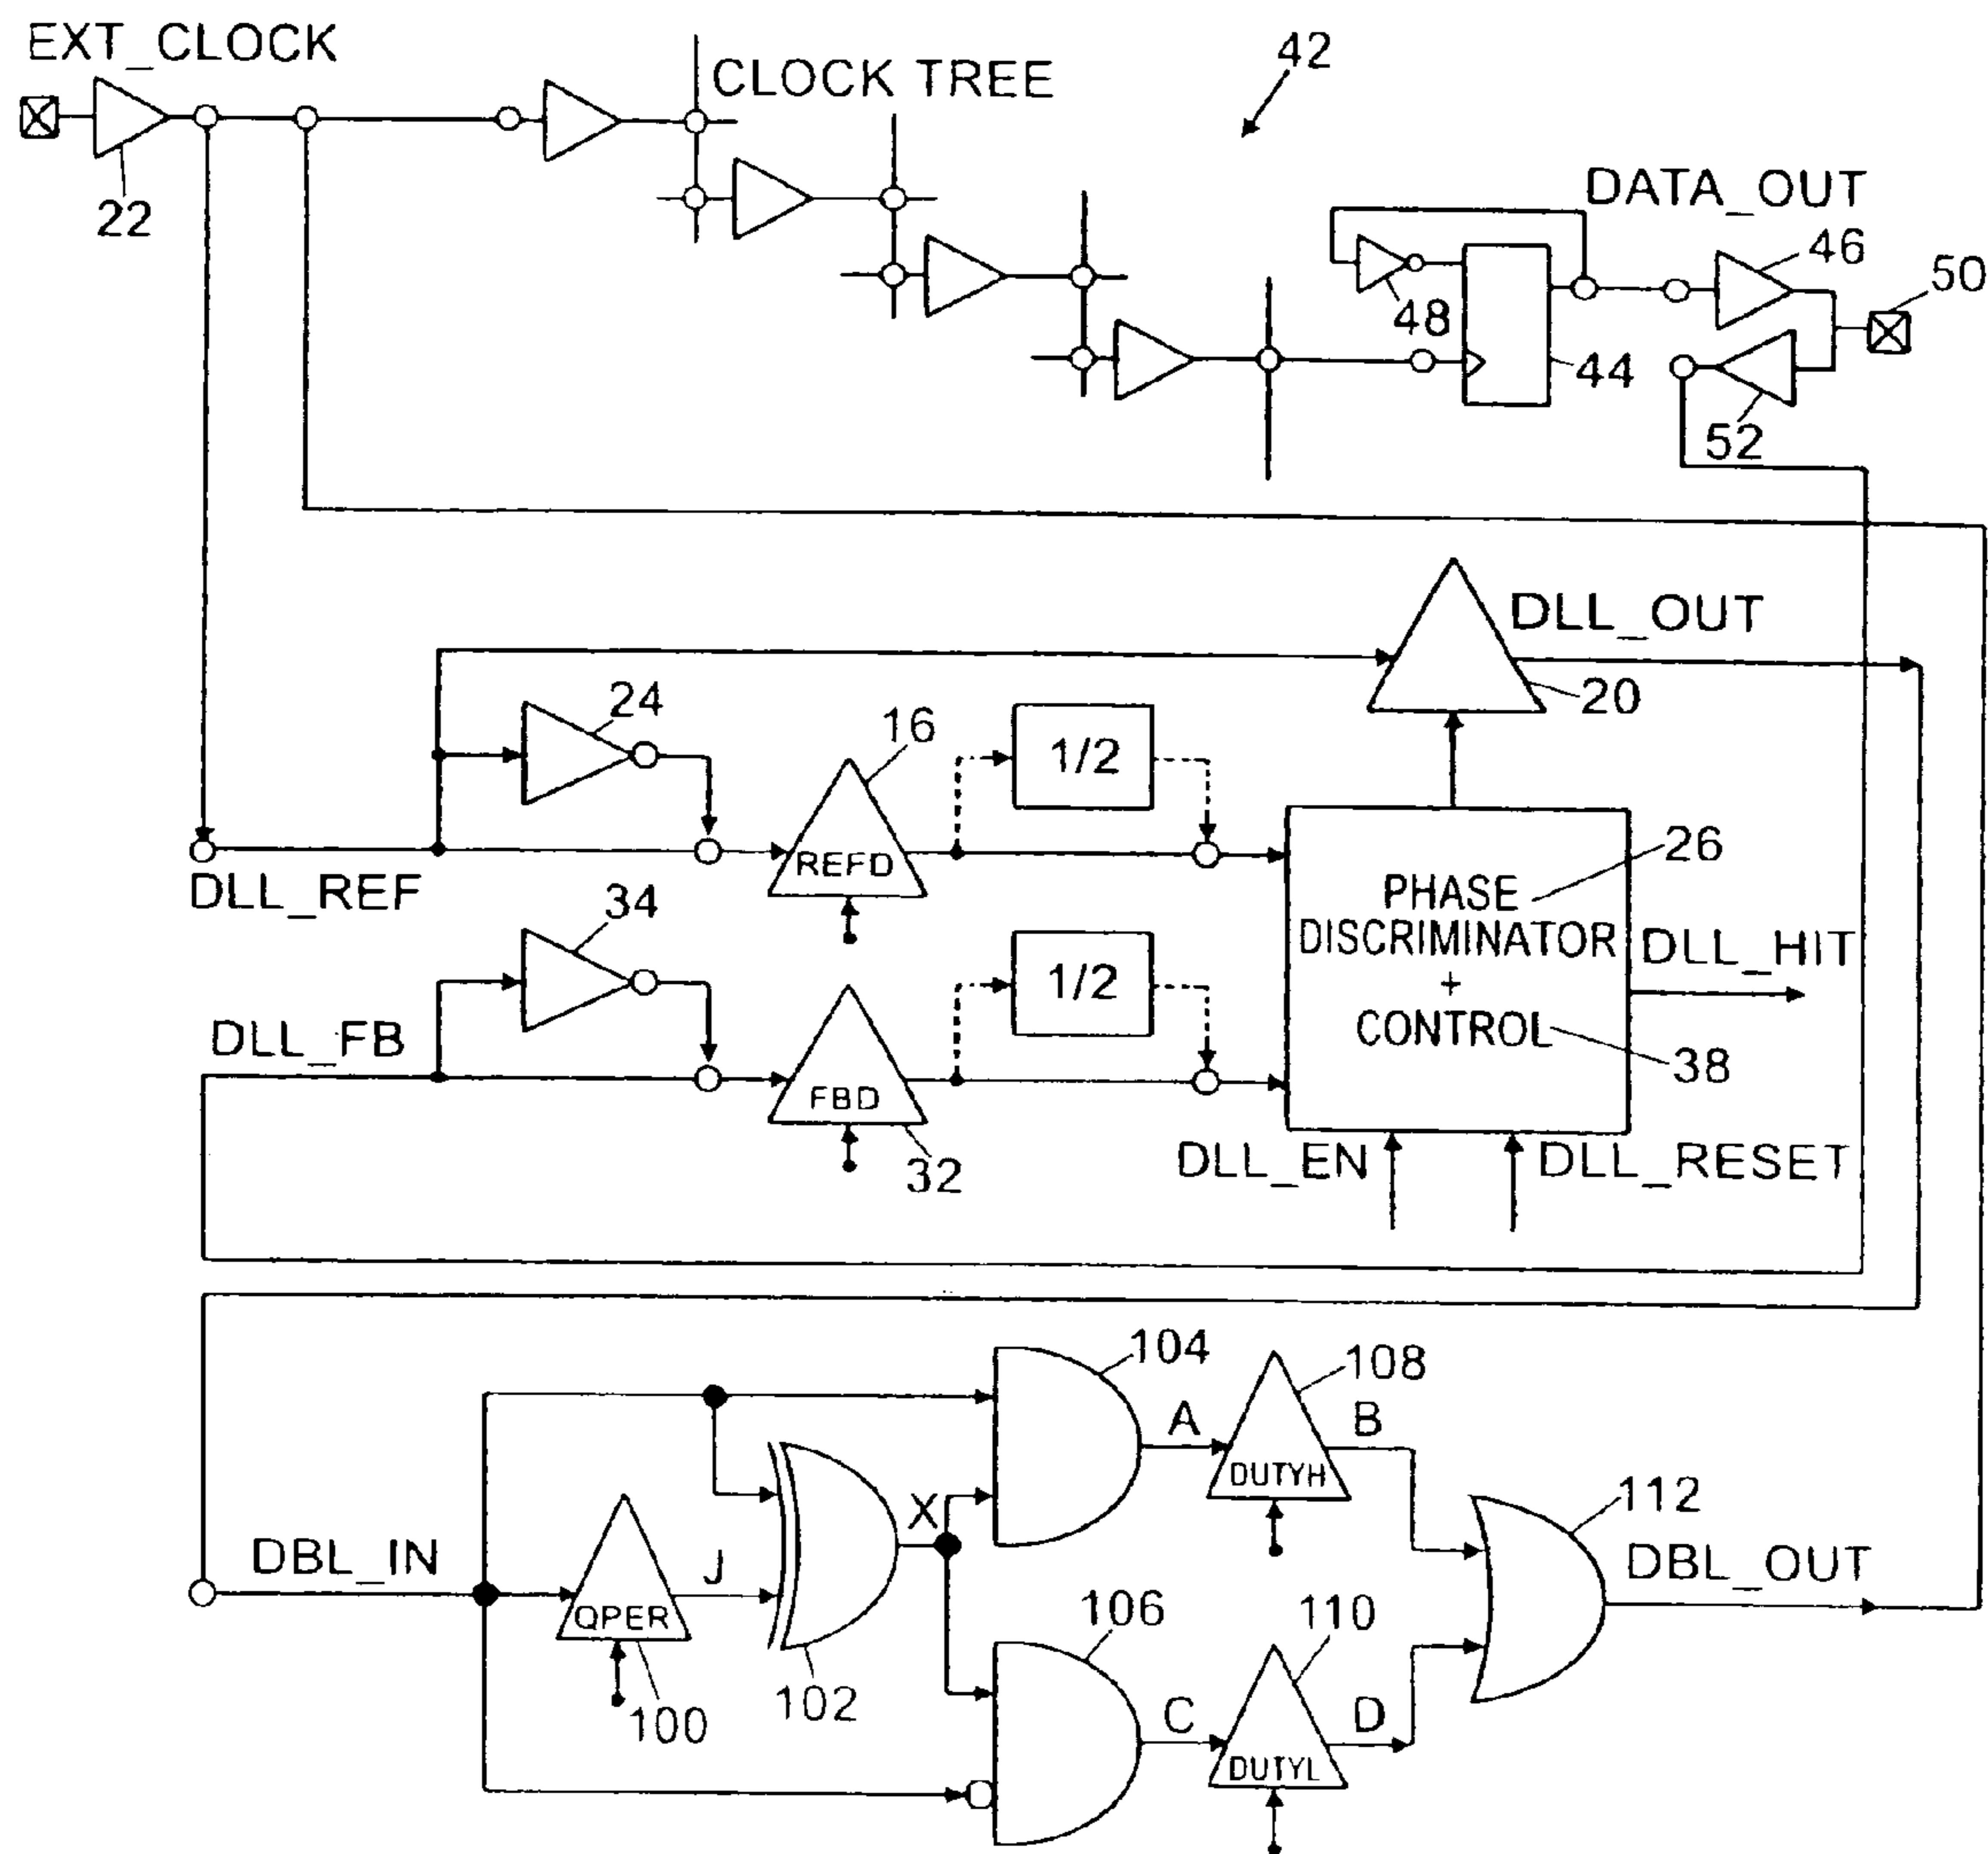 EXT_CLOCK
42
CLOCK TREE
22
DATA_OUT
46
50
48
44
52
DLL_OUT
20
24
16
1/2
REFD
DLL_REF
26
PHASE
DISCRIMINATOR
+
CONTROL
38
DLL_HIT
34
1/2
DLL_FB
FBD
32
DLL_EN
DLL_RESET
104
108
A
B
DUTYH
112
X
DBL_IN
J
DBL_OUT
QPER
106
110
102
100
C
D
DUTYL